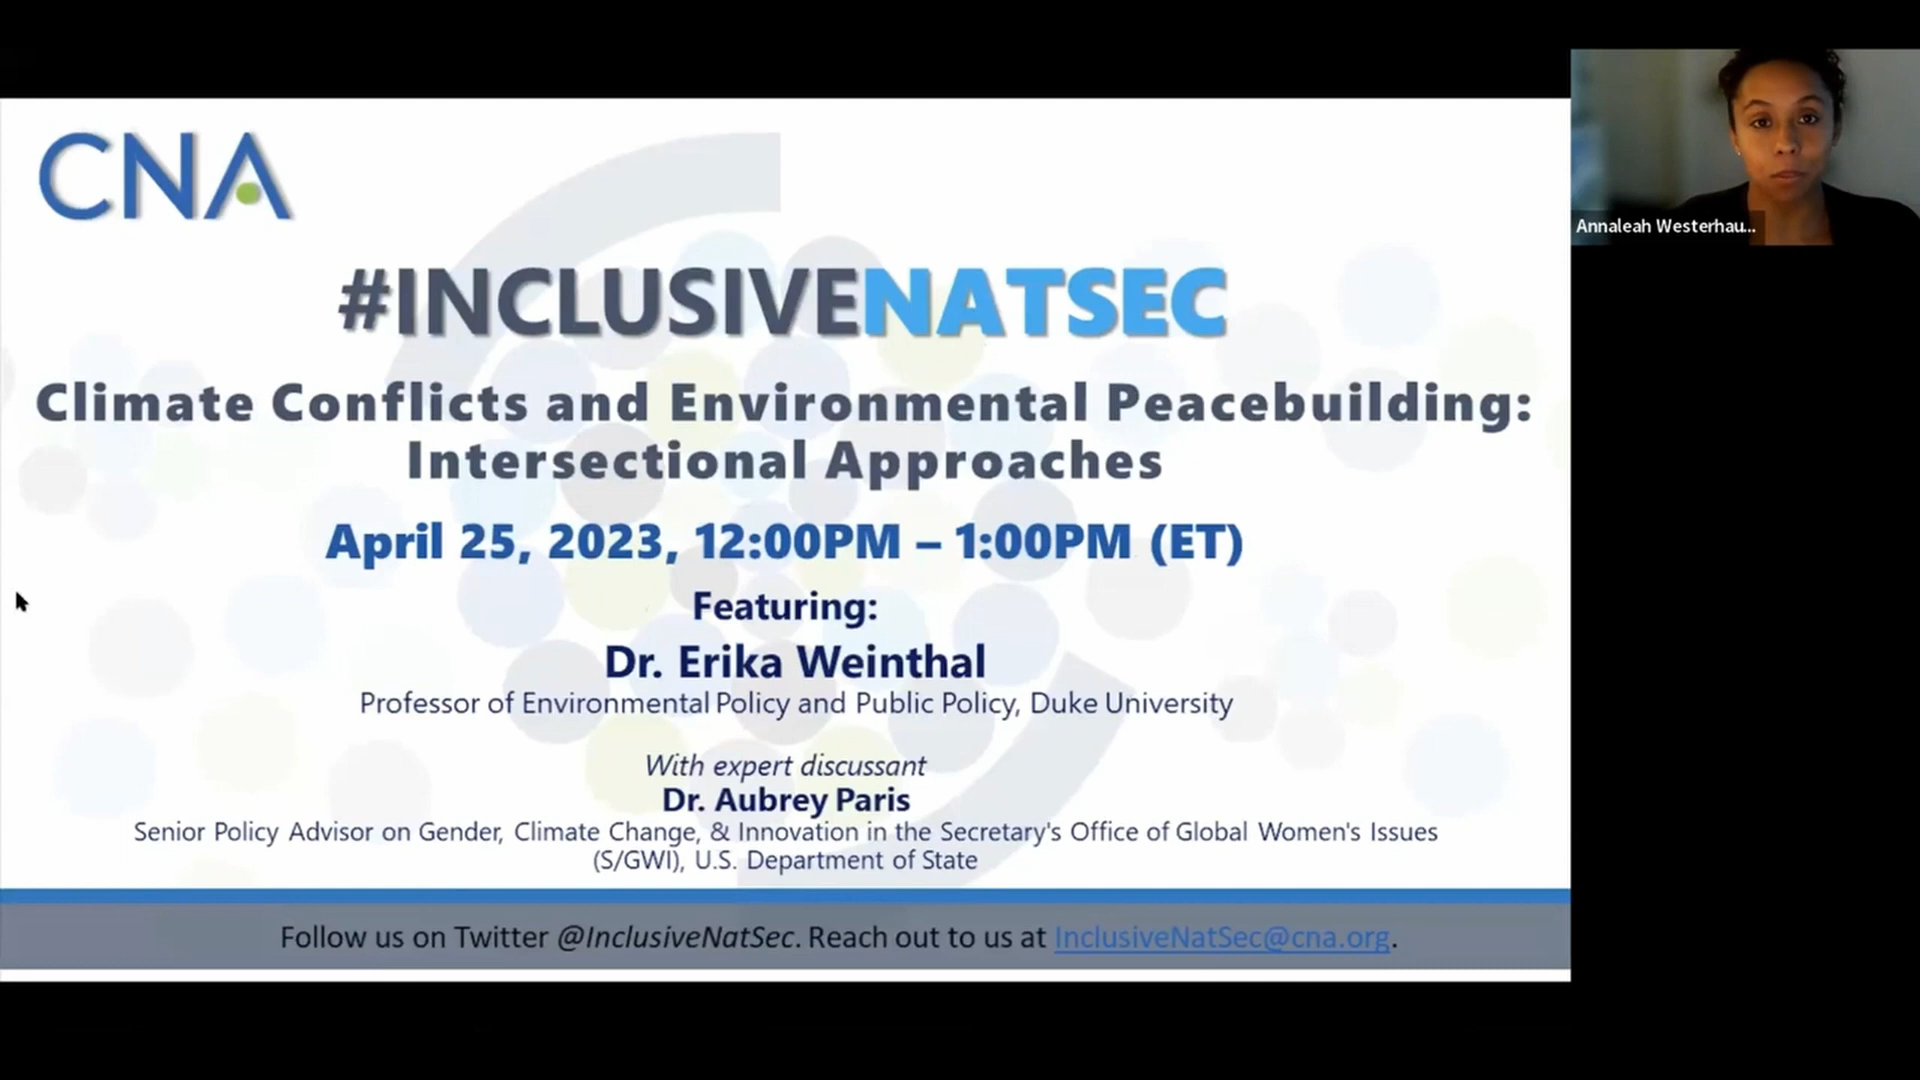 CNA
Annaleah Westerhau...
#INCLUSIVENATSEC
Climate Conflicts and Environmental Peacebuilding:
Intersectional Approaches
April 25, 2023, 12:00PM – 1:00PM (ET)
Featuring:
Dr. Erika Weinthal
Professor of Environmental Policy and Public Policy, Duke University
With expert discussant
Dr. Aubrey Paris
Senior Policy Advisor on Gender, Climate Change, & Innovation in the Secretary's Office of Global Women's Issues
(S/GWI), U.S. Department of State
Follow us on Twitter @InclusiveNatSec. Reach out to us at InclusiveNatSec@cna.org.